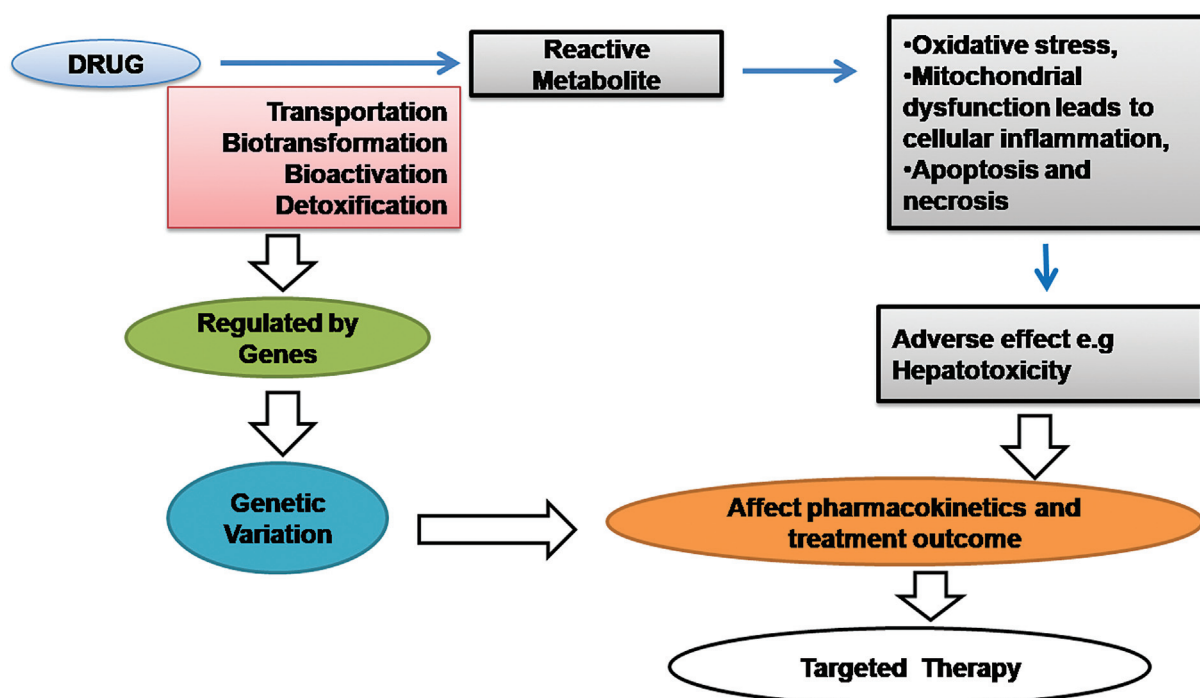 DRUG
Reactive
Metabolite
•Oxidative stress,
•Mitochondrial
dysfunction leads to
cellular inflammation,
•Apoptosis and
necrosis
Transportation
Biotransformation
Bioactivation
Detoxification
Regulated by
Genes
Adverse effect e.g
Hepatotoxicity
Genetic
Variation
Affect pharmacokinetics and
treatment outcome
Targeted Therapy